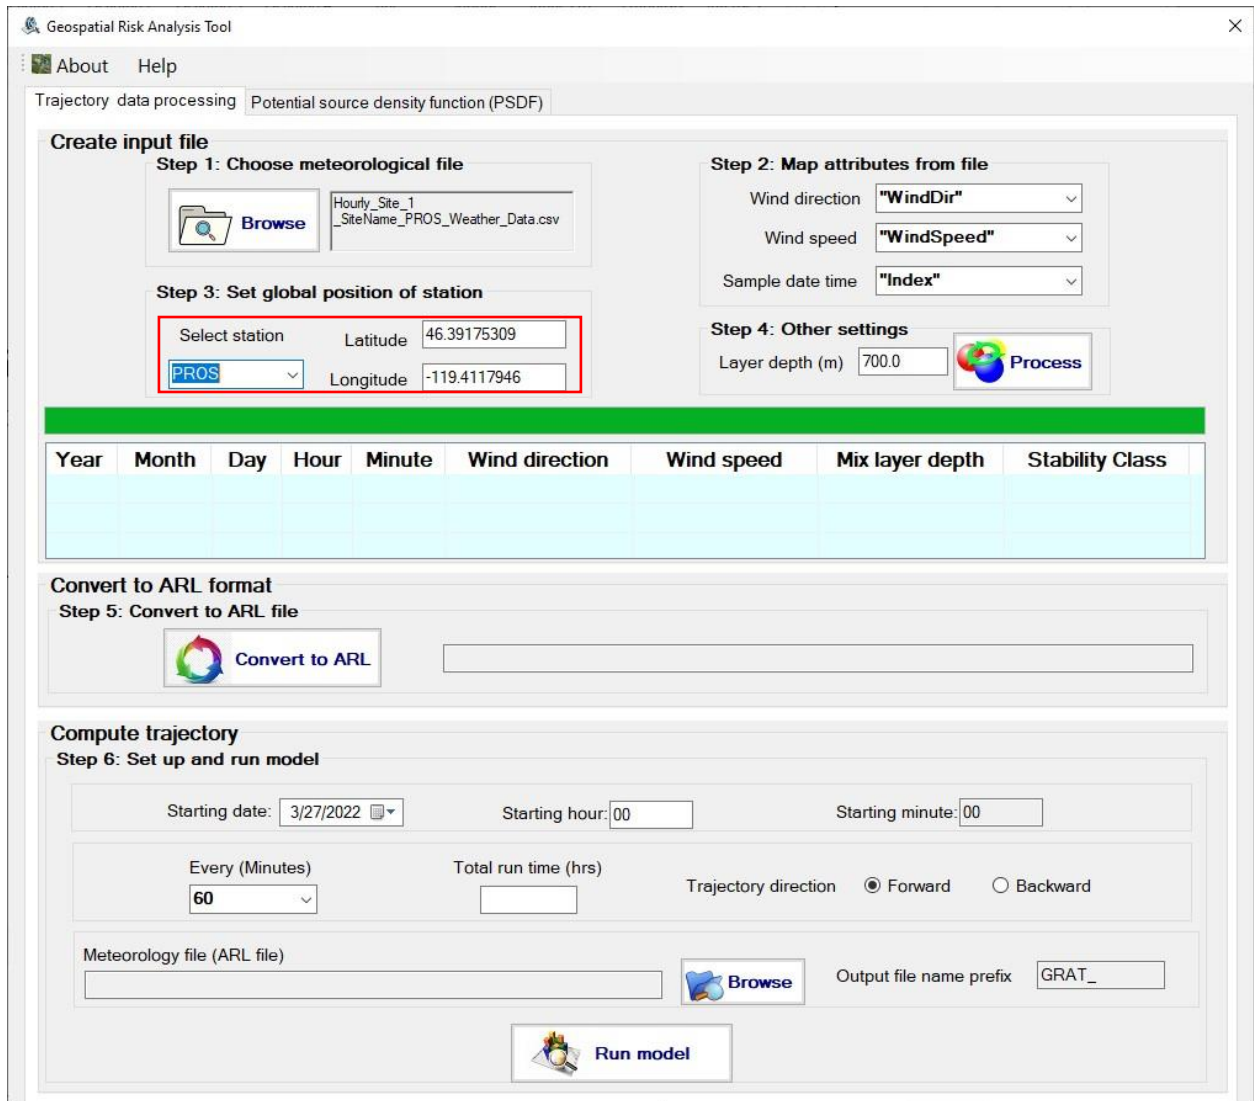 Geospatial Risk Analysis Tool
About Help
Trajectory data processing Potential source density function (PSDF)
Create input file
Step 1: Choose meteorological file
Browse
Hourly_Site_1
_SiteName_PROS_Weather_Data.csv
Step 2: Map attributes from file
Wind direction "WindDir"
Wind speed "WindSpeed"
Sample date time "Index"
Step 3: Set global position of station
Select station
PROS
Latitude 46.39175309
Longitude -119.4117946
Step 4: Other settings
Layer depth (m) 700.0 Process
Year Month Day Hour Minute Wind direction Wind speed Mix layer depth Stability Class
Convert to ARL format
Step 5: Convert to ARL file
Convert to ARL
Compute trajectory
Step 6: Set up and run model
Starting date: 3/27/2022 Starting hour: 00 Starting minute: 00
Every (Minutes)
60
Total run time (hrs)
Trajectory direction Forward Backward
Meteorology file (ARL file)
Browse
Output file name prefix GRAT_
Run model